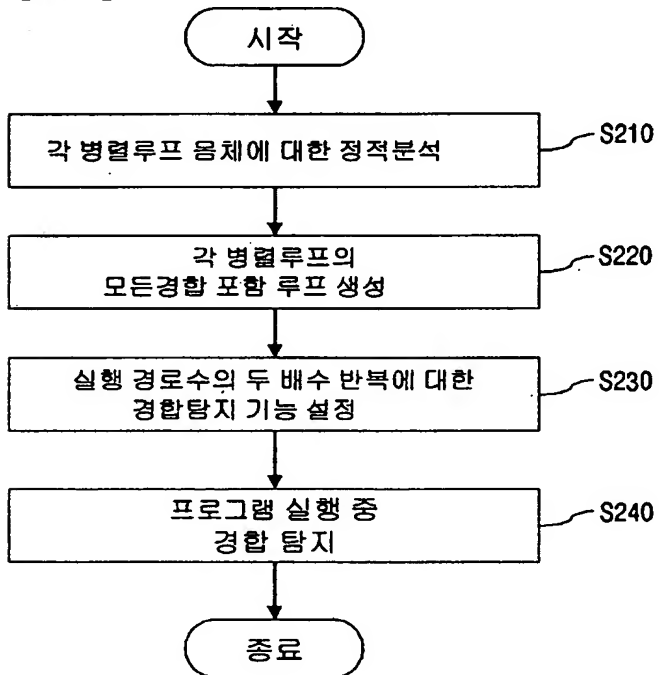 시작
각 병렬루프 몸체에 대한 정적분석
S210
각 병렬루프의
모든경합 포함 루프 생성
S220
실행 경로수의 두 배수 반복에 대한
경합탐지 기능 설정
S230
프로그램 실행 중
경합 탐지
S240
종료